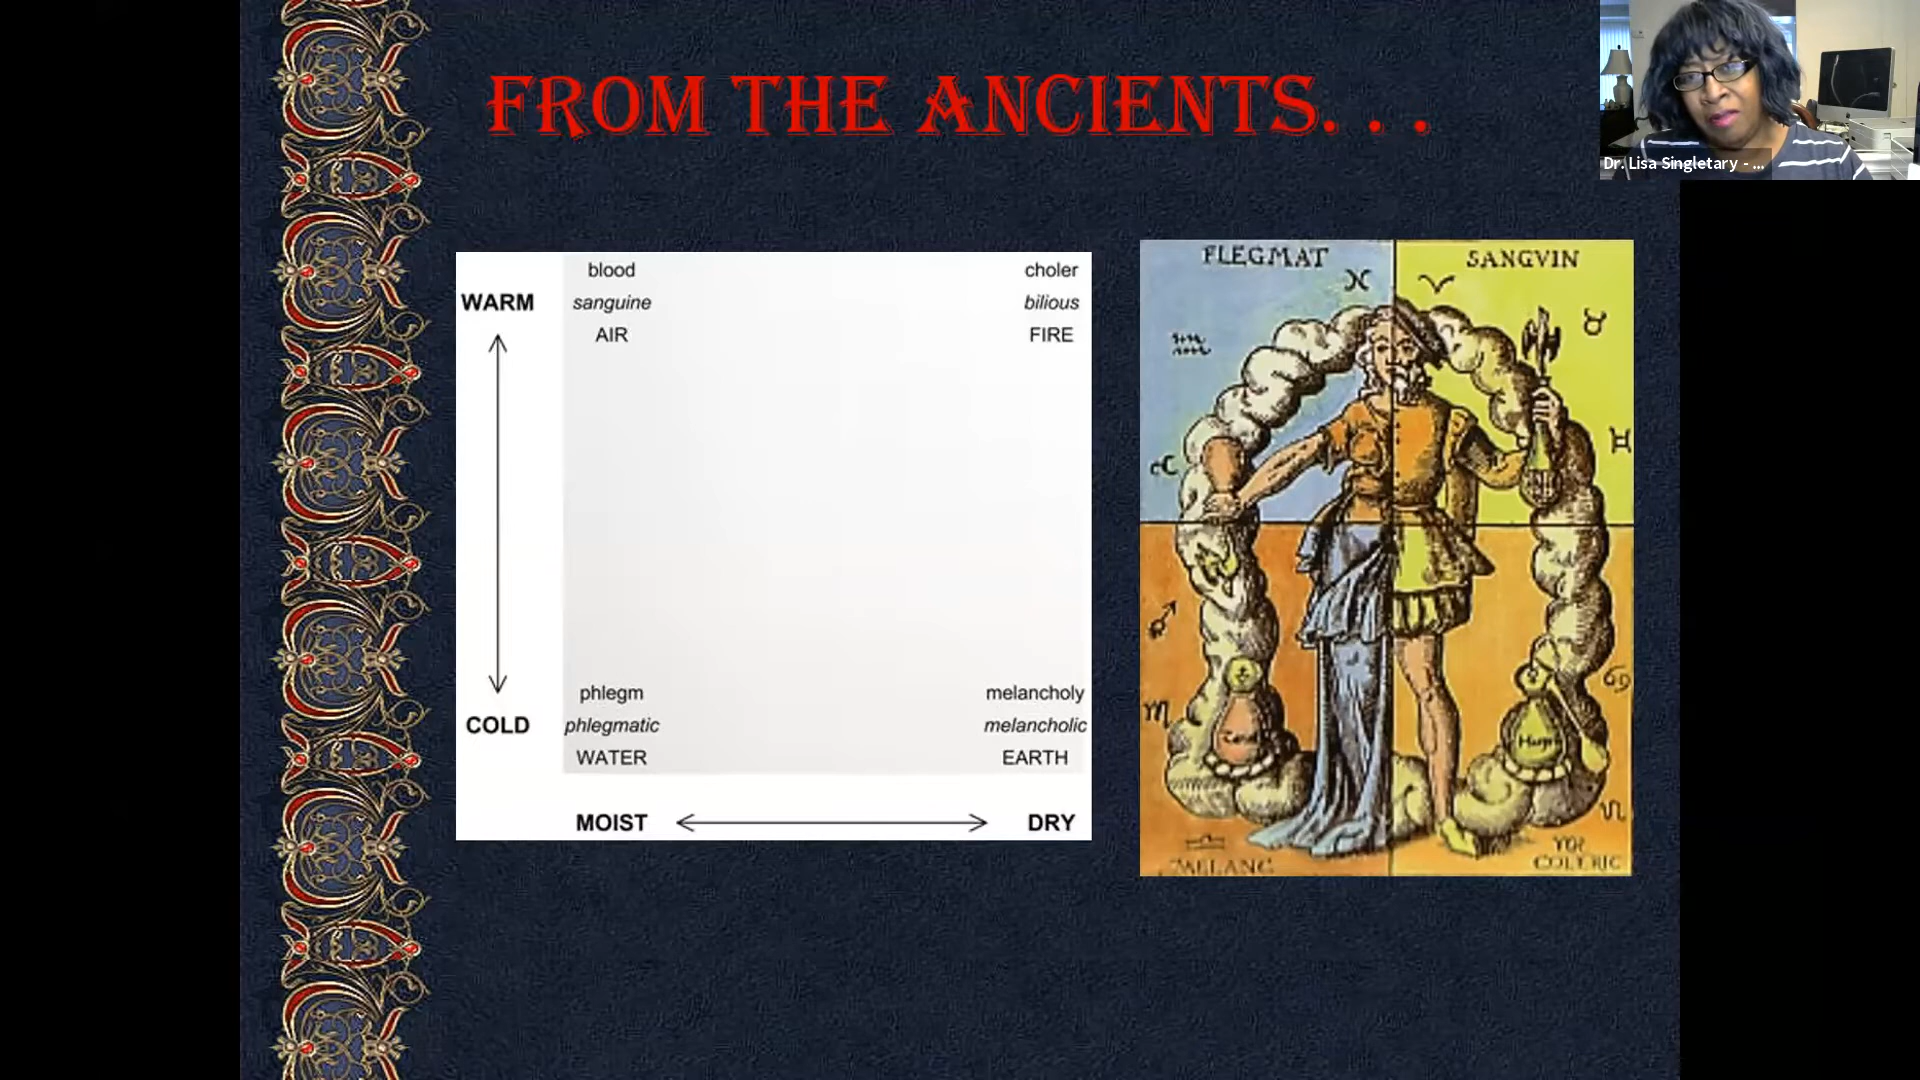 FROM THE ANCIENTS. . .
Dr. Lisa Singletary - ...
blood
choler
WARM
sanguine
bilious
AIR
FIRE
phlegm
melancholy
COLD
phlegmatic
melancholic
WATER
EARTH
MOIST
DRY
FLEGMAT
SANGVIN
MELANC
COLERIC